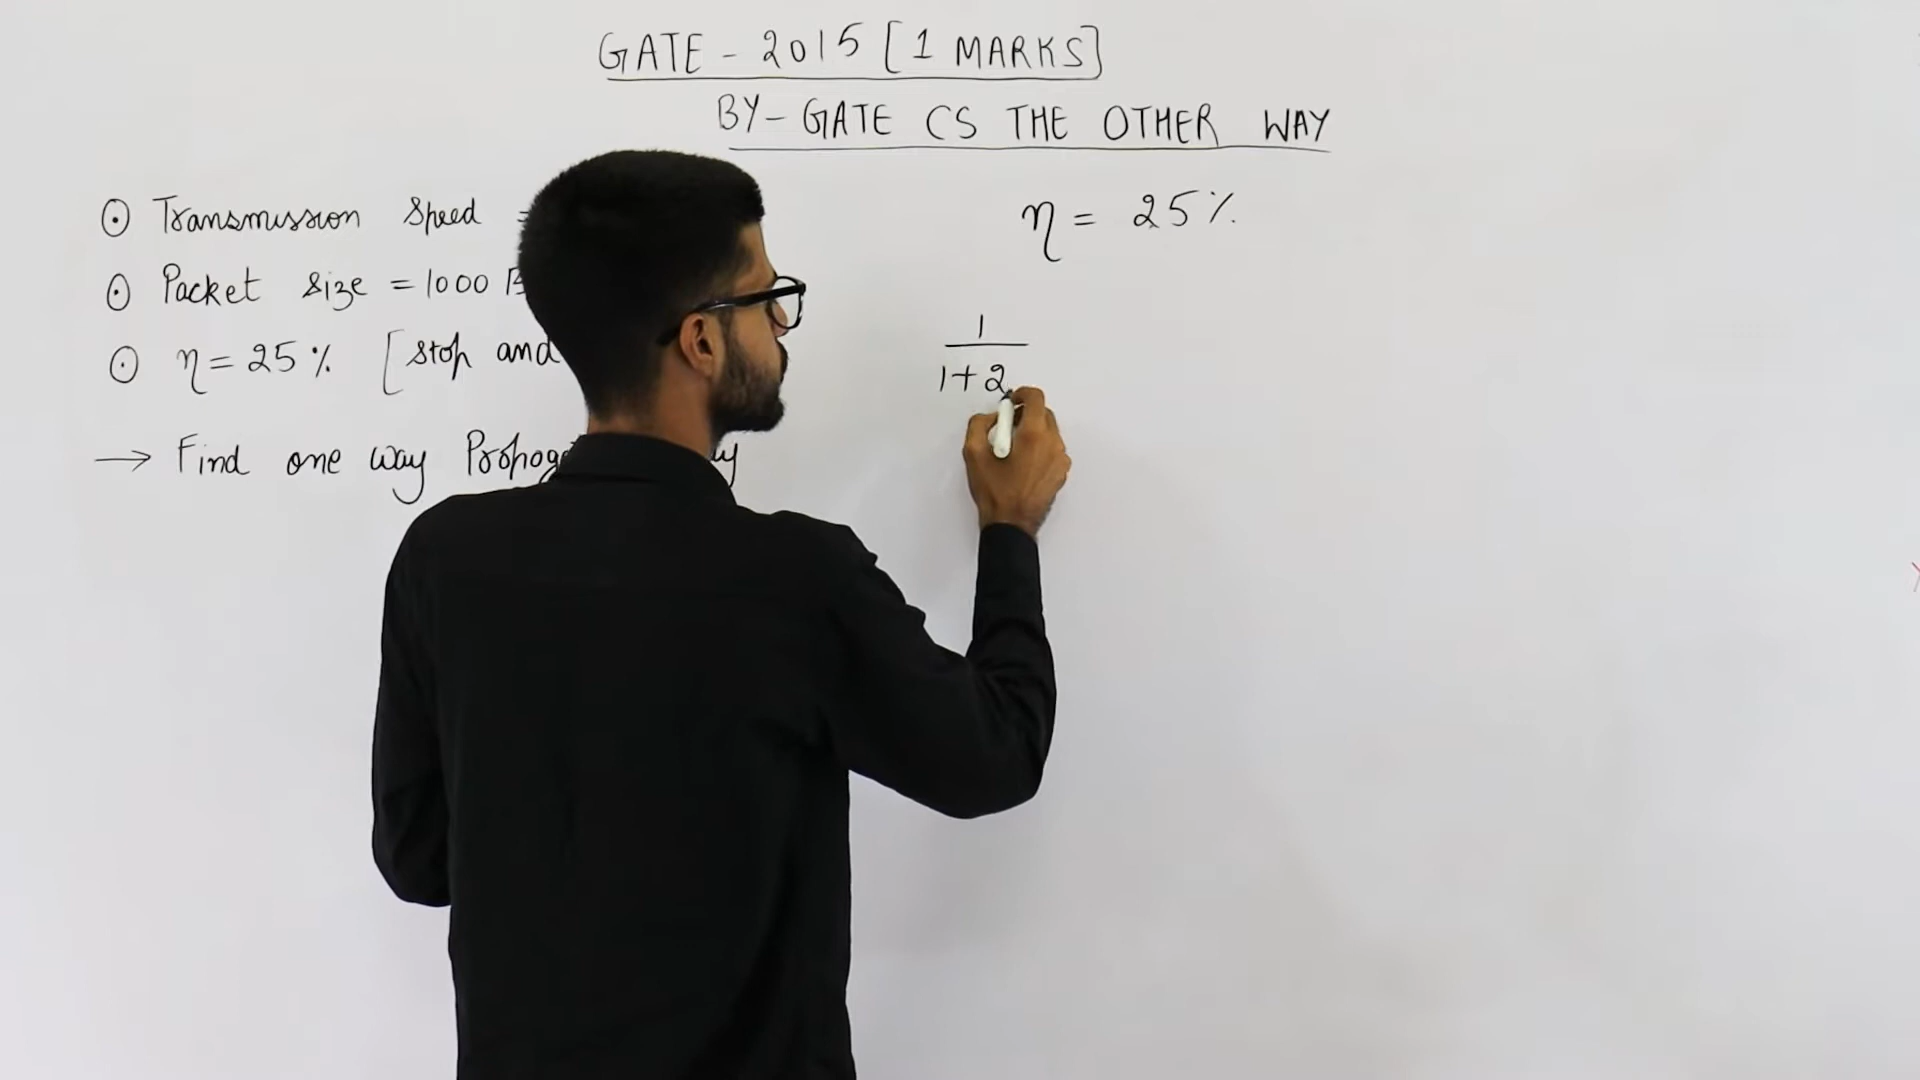 GATE - 2015 [1 MARKS]
BY - GATE CS THE OTHER WAY
Transmission Speed =
Packet size = 1000
η = 25% [stop and
→ Find one way
η = 25%
1
1+2